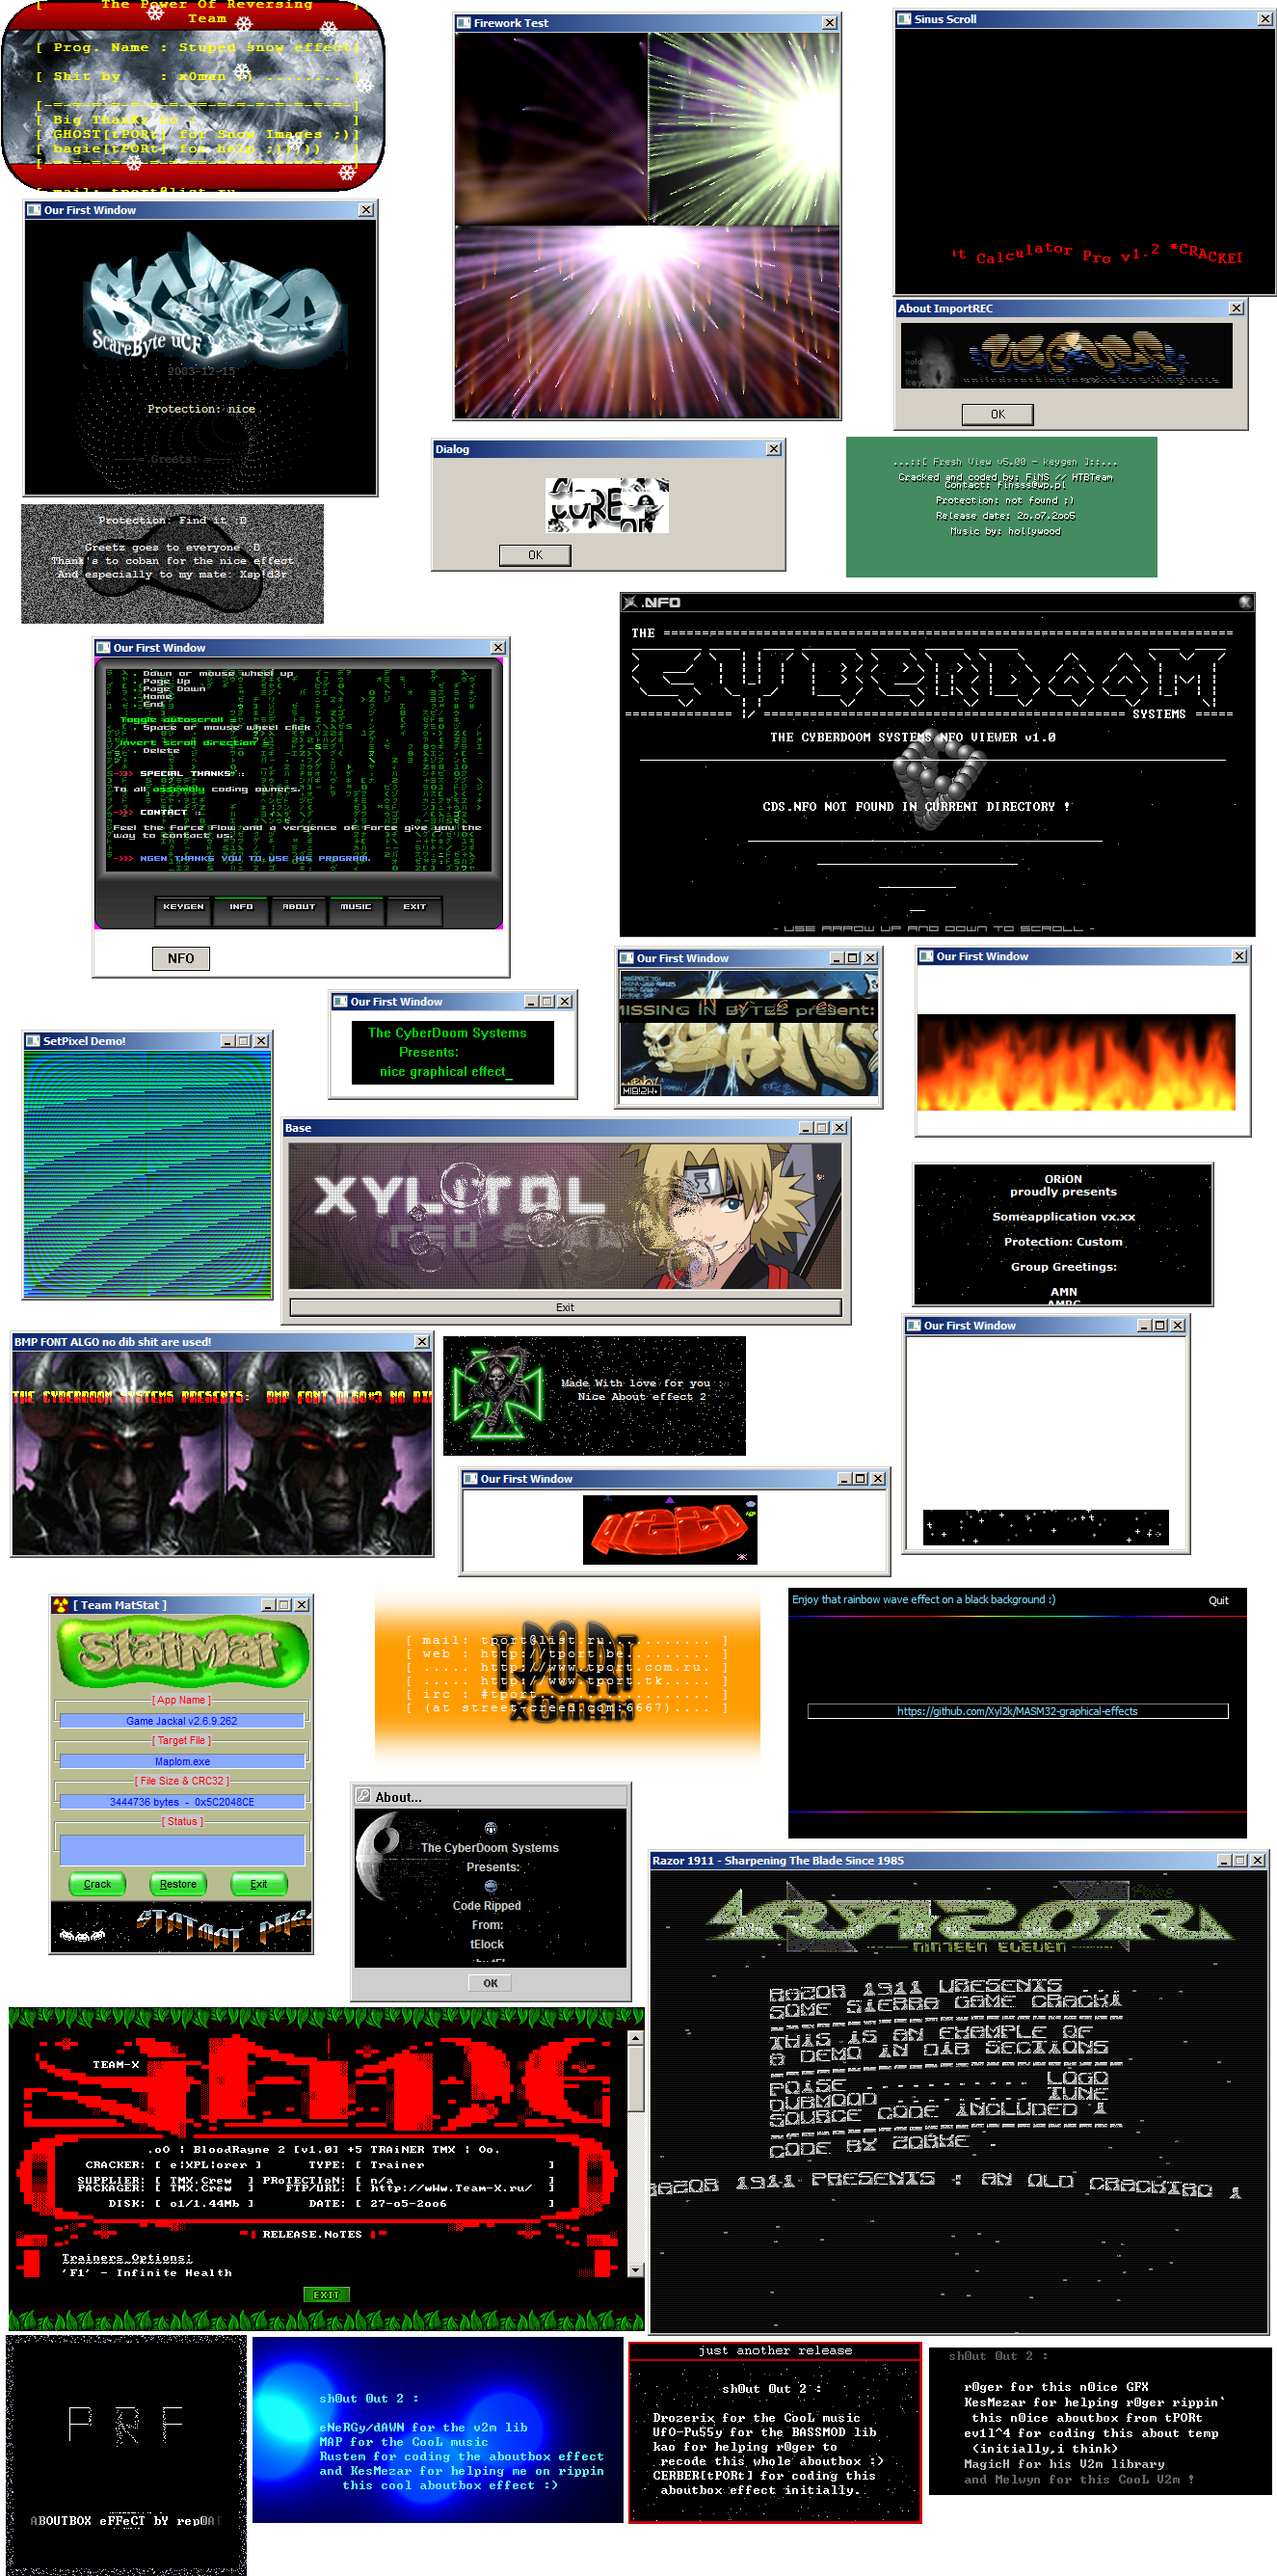 [ The Power Of Reversing ]
Team
[ Prog. Name : Stuped snow effect]
[ Shit by : x0man ;) ........ ]
[ Big Thanks to :
[ GHOST[tPORt] for Snow Images ;)]
[ bagie[tPORt] for help ;))))) ]
[ mail: tport@list.ru
Firework Test
Sinus Scroll
't Calculator Pro v1.2 *CRACKED
Our First Window
ScareByte uCF
2003-12-15
Protection: nice
Greets:
About ImportREC
we
hold
the
key
OK
Dialog
CORE
OK
...::[ Fresh View v5.00 - keygen ]::...
Cracked and coded by: FiNS // HTBTeam
Contact: finsss@wp.pl
Protection: not found ;)
Release date: 2o.o7.2oo5
Music by: hollywood
Protection: Find it :D
Greetz goes to everyone :D
Thank's to coban for the nice effect
And especially to my mate: Xsp!d3r
Our First Window
. Down or mouse wheel up
. Page Up
. Page Down
. Home
. End
Toggle autoscroll
. Space or mouse wheel click
Invert scroll direction
. Delete
->>> SPECIAL THANKS ::
To all assembly coding owners.
->>> CONTACT ::
Feel the Force Flow and a vergence of Force give you the
way to contact us.
->>> NGEN THANKS YOU TO USE HIS PROGRAM.
KEYGEN INFO ABOUT MUSIC EXIT
NFO
.NFO
THE
CYBERDOOM
SYSTEMS
THE CYBERDOOM SYSTEMS NFO VIEWER v1.0
CDS.NFO NOT FOUND IN CURRENT DIRECTORY !
- USE ARROW UP AND DOWN TO SCROLL -
Our First Window
MISSING IN BYTES present:
Our First Window
Our First Window
The CyberDoom Systems
Presents:
nice graphical effect_
SetPixel Demo!
Base
XYLITOL
red
Exit
ORiON
proudly presents
Someapplication vx.xx
Protection: Custom
Group Greetings:
AMN
AMPC
BMP FONT ALGO no dib shit are used!
THE CYBERDOOM SYSTEMS PRESENTS: BMP FONT ALGO#3 NO DI
Made With love for you :
Nice About effect 2
Our First Window
Our First Window
[ Team MatStat ]
StatMat
[ App Name ]
Game Jackal v2.6.9.262
[ Target File ]
Maplom.exe
[ File Size & CRC32 ]
3444736 bytes - 0x5C2048CE
[ Status ]
Crack Restore Exit
STATMAT PRES
tPORt
x0man
[ mail: tport@list.ru........... ]
[ web : http://tport.be......... ]
[ ..... http://www.tport.com.ru. ]
[ ..... http://www.tport.tk..... ]
[ irc : #tport.................. ]
[ (at street-creed.com:6667).... ]
Enjoy that rainbow wave effect on a black background :) Quit
https://github.com/Xyl2k/MASM32-graphical-effects
About...
The CyberDoom Systems
Presents:
Code Ripped
From:
tElock
OK
Razor 1911 - Sharpening The Blade Since 1985
RAZOR
NINTEEN ELEVEN
RAZOR 1911 PRESENTS ...
SOME SIERRA GAME CRACK!
THIS IS AN EXAMPLE OF
A DEMO IN DIB SECTIONS
POISE ........... LOGO
DUBMOOD ......... TUNE
SOURCE CODE INCLUDED !
CODE BY ZORKE .
RAZOR 1911 PRESENTS : AN OLD CRACKTRO !
TEAM-X
.oO : BloodRayne 2 [v1.0] +5 TRAiNER TMX : Oo.
CRACKER: [ e!XPL!orer ] TYPE: [ Trainer ]
SUPPLIER: [ TMX.Crew ] PRoTECTIoN: [ n/a ]
PACKAGER: [ TMX.Crew ] FTP/URL: [ http://wWw.Team-X.ru/ ]
DISK: [ o1/1.44Mb ] DATE: [ 27-o5-2oo6 ]
RELEASE.NoTES
Trainers Options:
'F1' - Infinite Health
EXIT
PRF
ABOUTBOX eFFeCT bY rep0A
sh0ut 0ut 2 :
eNeRGy/dAWN for the v2m lib
MAP for the CooL music
Rustem for coding the aboutbox effect
and KesMezar for helping me on rippin
this cool aboutbox effect :)
just another release
sh0ut 0ut 2 :
Drozerix for the CooL music
UfO-Pu55y for the BASSMOD lib
kao for helping r0ger to
recode this whole aboutbox :)
CERBER[tPORt] for coding this
aboutbox effect initially.
sh0ut 0ut 2 :
r0ger for this n0ice GFX
KesMezar for helping r0ger rippin`
this n0ice aboutbox from tPORt
ev1l^4 for coding this about temp
(initially,i think)
MagicH for his V2m library
and Melwyn for this CooL V2m !